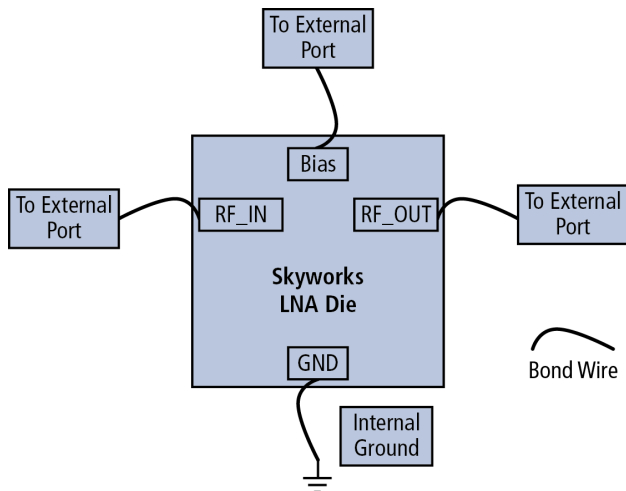 To External
Port
Bias
To External
Port
RF_IN
RF_OUT
To External
Port
Skyworks
LNA Die
GND
Bond Wire
Internal
Ground